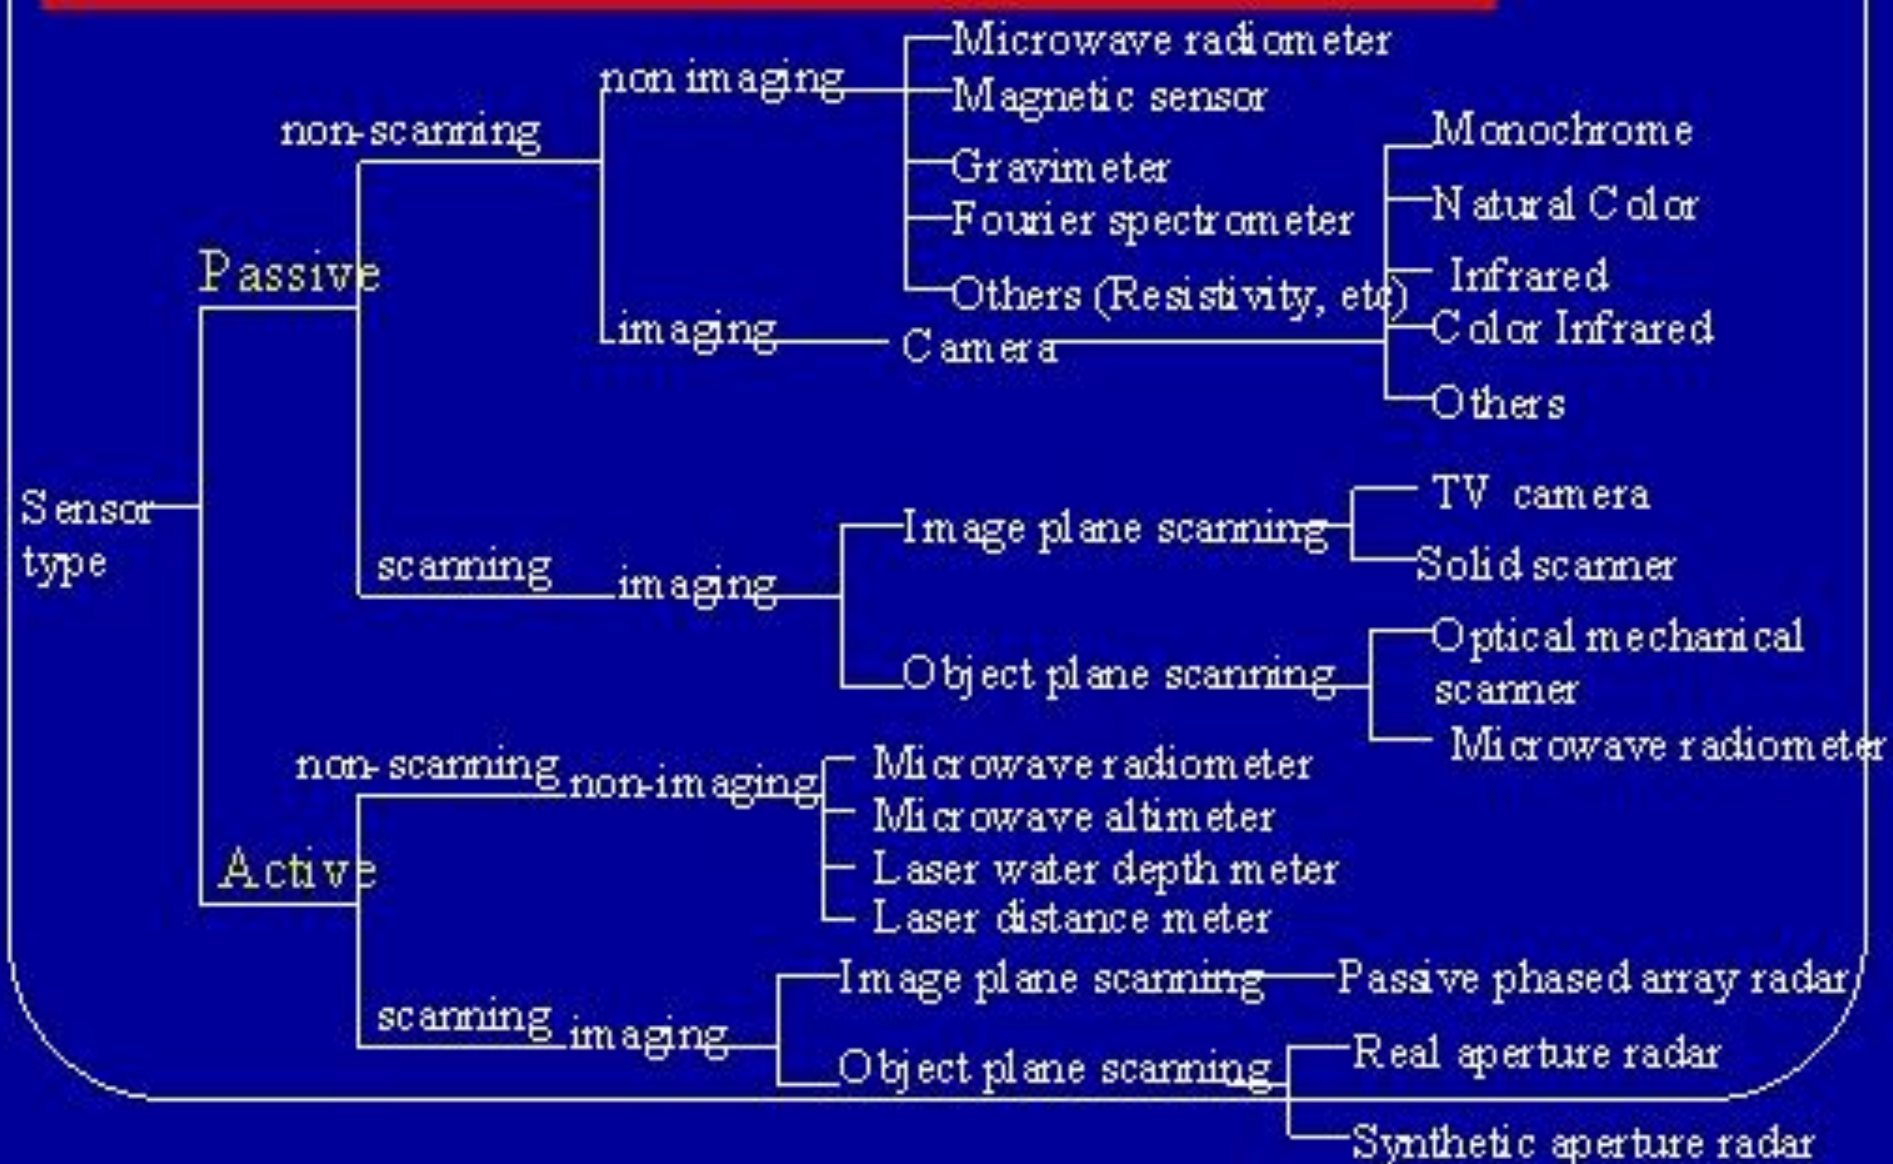 Microwave radiometer
non imaging
Magnetic sensor
non-scanning
Monochrome
Gravimeter
Natural Color
Fourier spectrometer
Passive
Infrared
Others (Resistivity, etc)
imaging
Camera
Color Infrared
Others
Sensor
type
TV camera
Image plane scanning
scanning
imaging
Solid scanner
Optical mechanical
scanner
Object plane scanning
Microwave radiometer
non-scanning
non-imaging
Microwave radiometer
Microwave altimeter
Active
Laser water depth meter
Laser distance meter
Image plane scanning
Passive phased array radar
scanning
imaging
Object plane scanning
Real aperture radar
Synthetic aperture radar